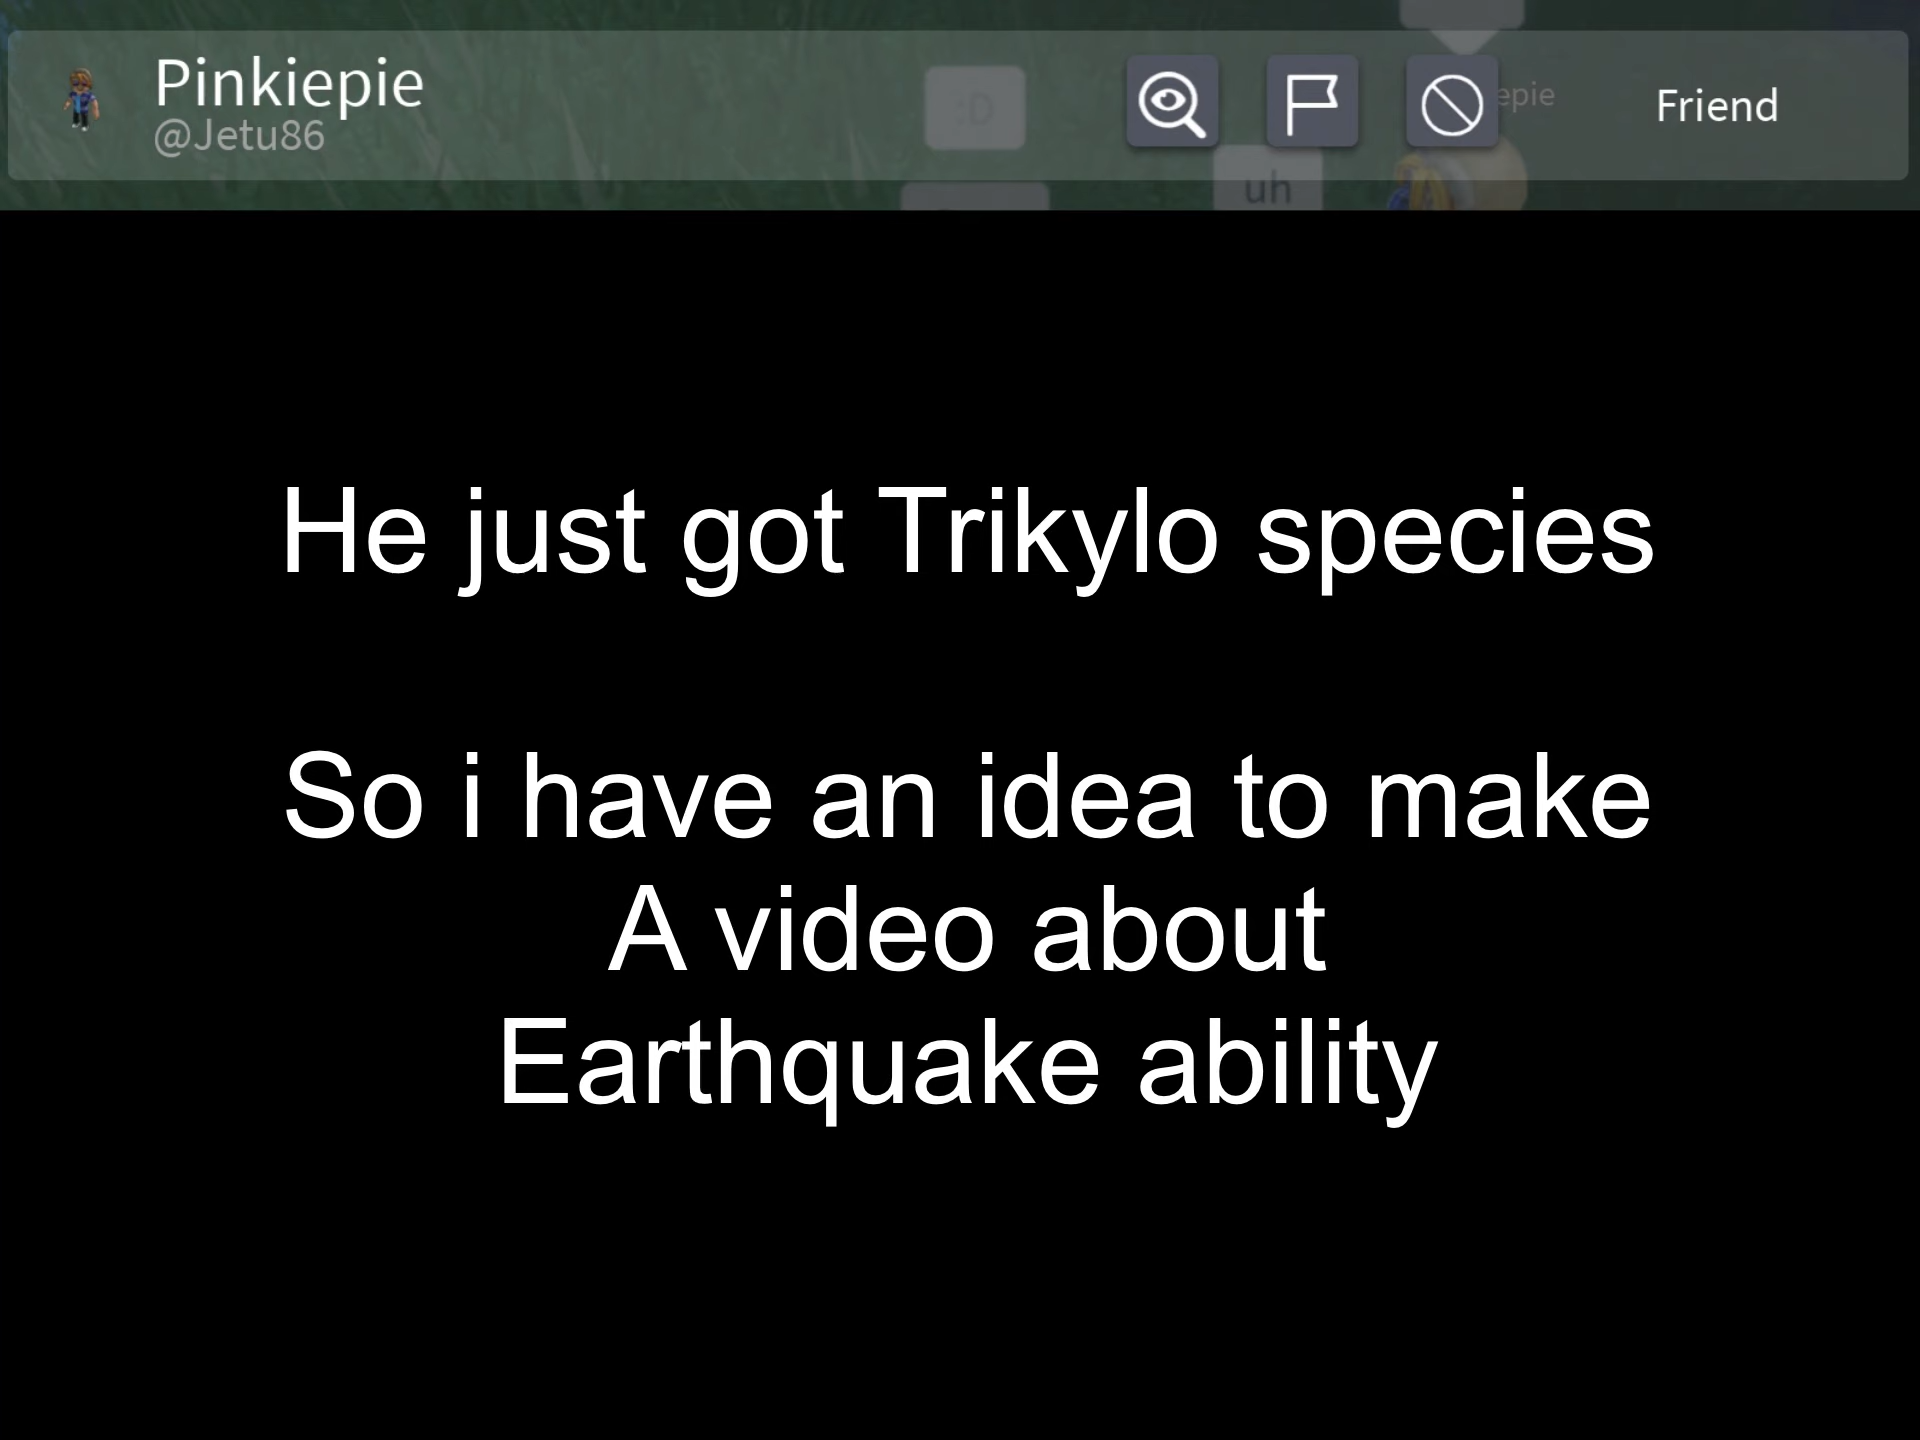 Pinkiepie
@Jetu86
:D
epie
Friend
uh
He just got Trikylo species
So i have an idea to make
A video about
Earthquake ability